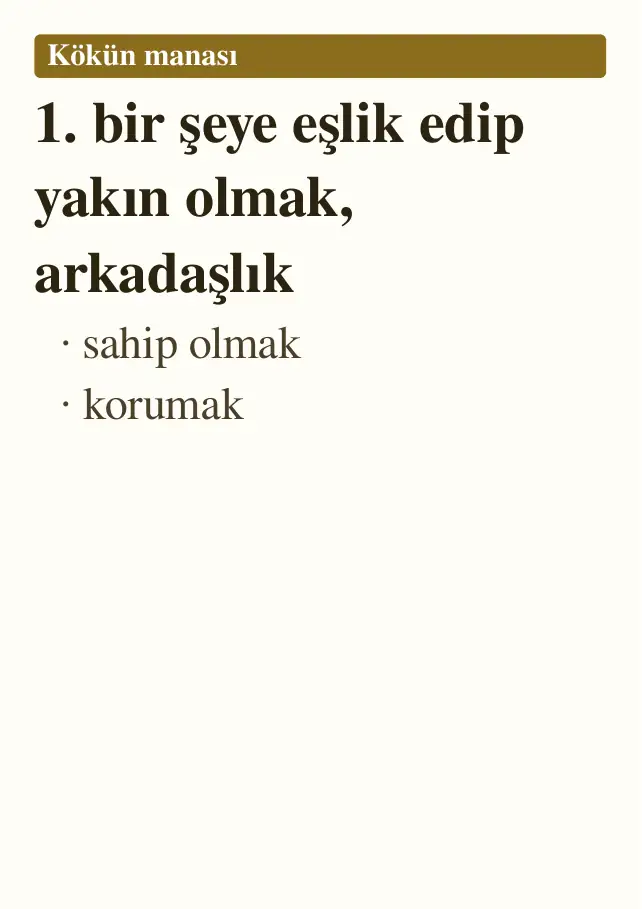 Kökün manası
1. bir şeye eşlik edip
yakın olmak,
arkadaşlık
· sahip olmak
· korumak